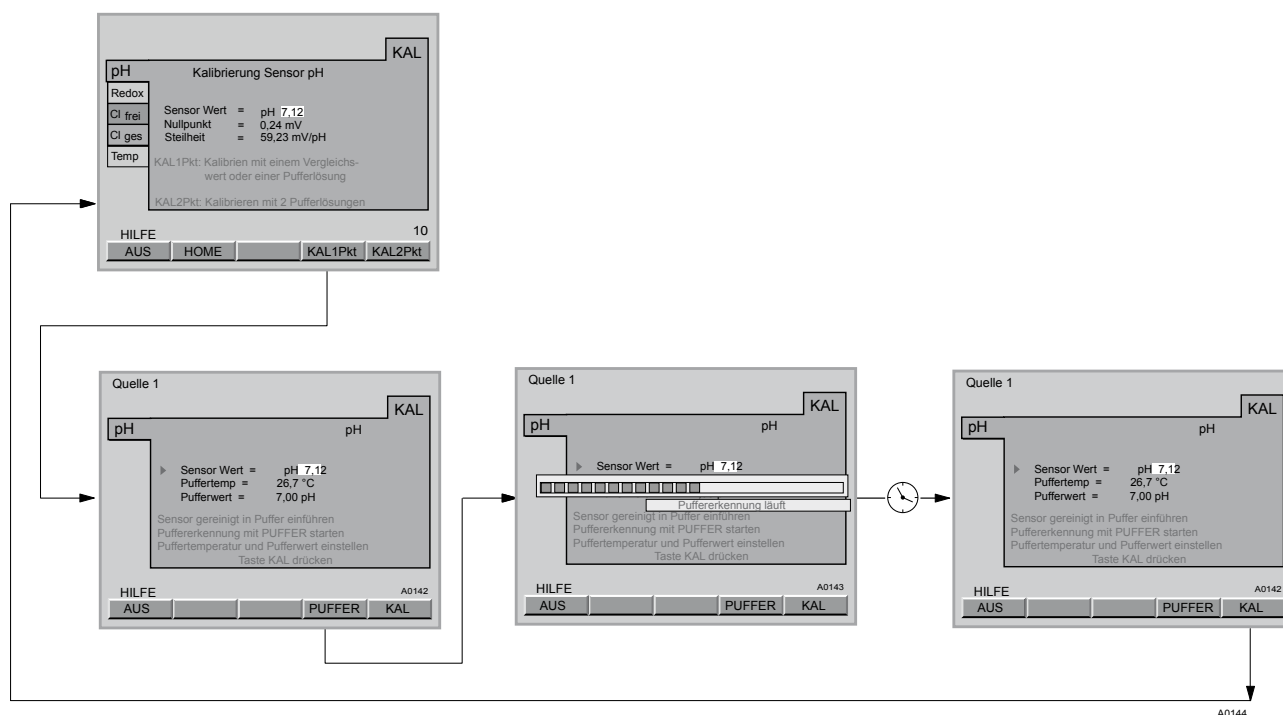 KAL
pH
Kalibrierung Sensor pH
Redox
Cl frei
Cl ges
Temp
Sensor Wert = pH 7,12
Nullpunkt = 0,24 mV
Steilheit = 59,23 mV/pH
KAL1Pkt: Kalibrien mit einem Vergleichs-
wert oder einer Pufferlösung
KAL2Pkt: Kalibrieren mit 2 Pufferlösungen
HILFE
10
AUS HOME KAL1Pkt KAL2Pkt
Quelle 1
KAL
pH
pH
Sensor Wert = pH 7,12
Puffertemp = 26,7 °C
Pufferwert = 7,00 pH
Sensor gereinigt in Puffer einführen
Puffererkennung mit PUFFER starten
Puffertemperatur und Pufferwert einstellen
Taste KAL drücken
HILFE
A0142
AUS PUFFER KAL
Quelle 1
KAL
pH
pH
Sensor Wert = pH 7,12
Puffererkennung läuft
Sensor gereinigt in Puffer einführen
Puffererkennung mit PUFFER starten
Puffertemperatur und Pufferwert einstellen
Taste KAL drücken
HILFE
A0143
AUS PUFFER KAL
Quelle 1
KAL
pH
pH
Sensor Wert = pH 7,12
Puffertemp = 26,7 °C
Pufferwert = 7,00 pH
Sensor gereinigt in Puffer einführen
Puffererkennung mit PUFFER starten
Puffertemperatur und Pufferwert einstellen
Taste KAL drücken
HILFE
A0142
AUS PUFFER KAL
A0144